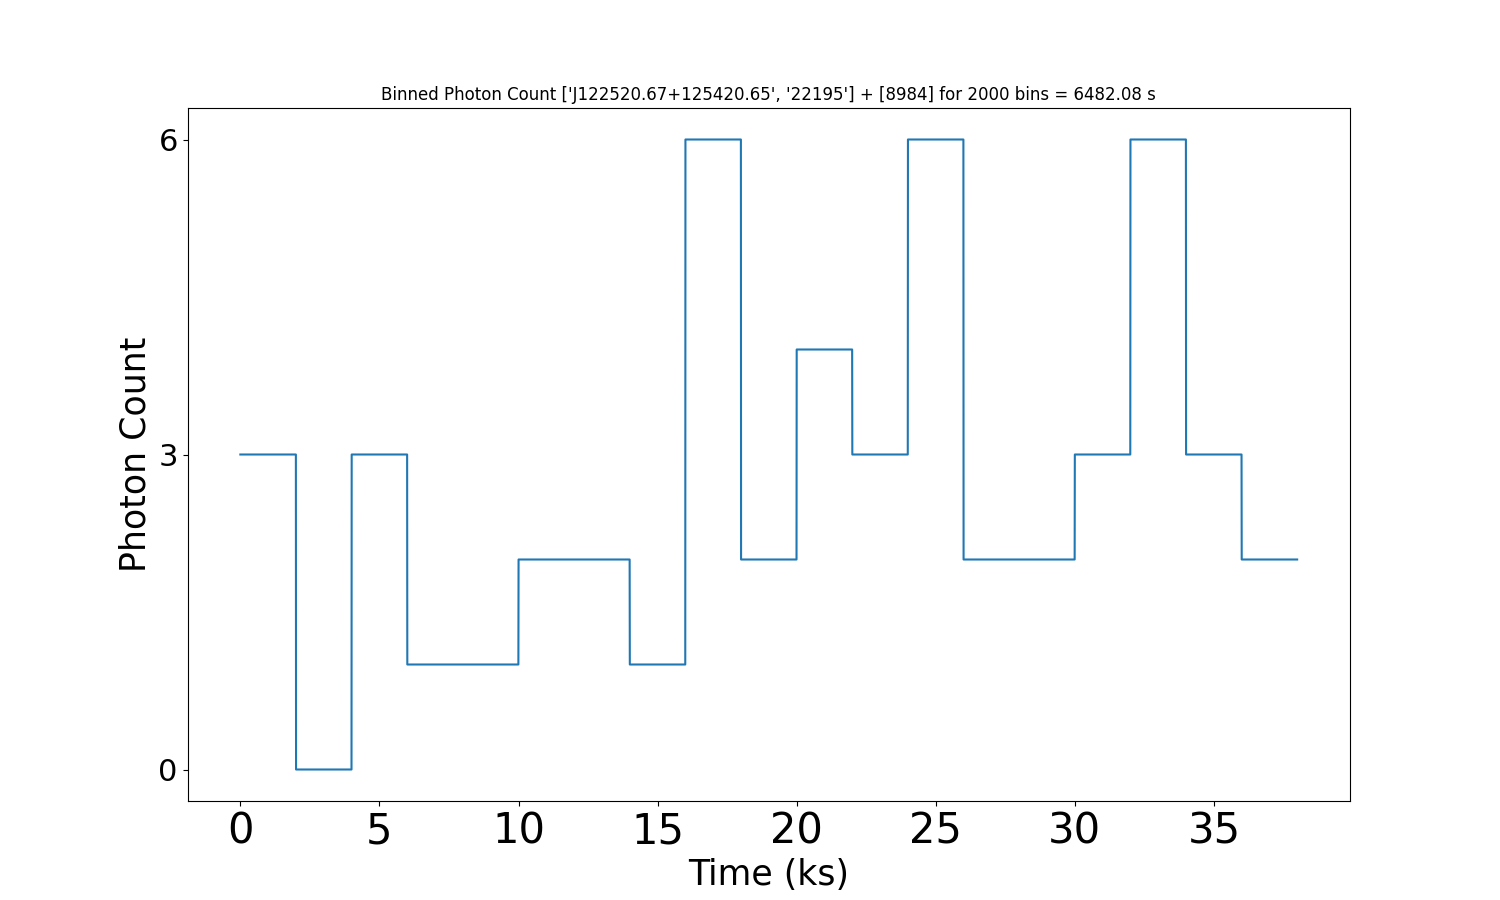 Binned Photon Count ['J122520.67+125420.65', '22195'] + [8984] for 2000 bins = 6482.08 s
6
3
0
Photon Count
0 5 10 15 20 25 30 35
Time (ks)